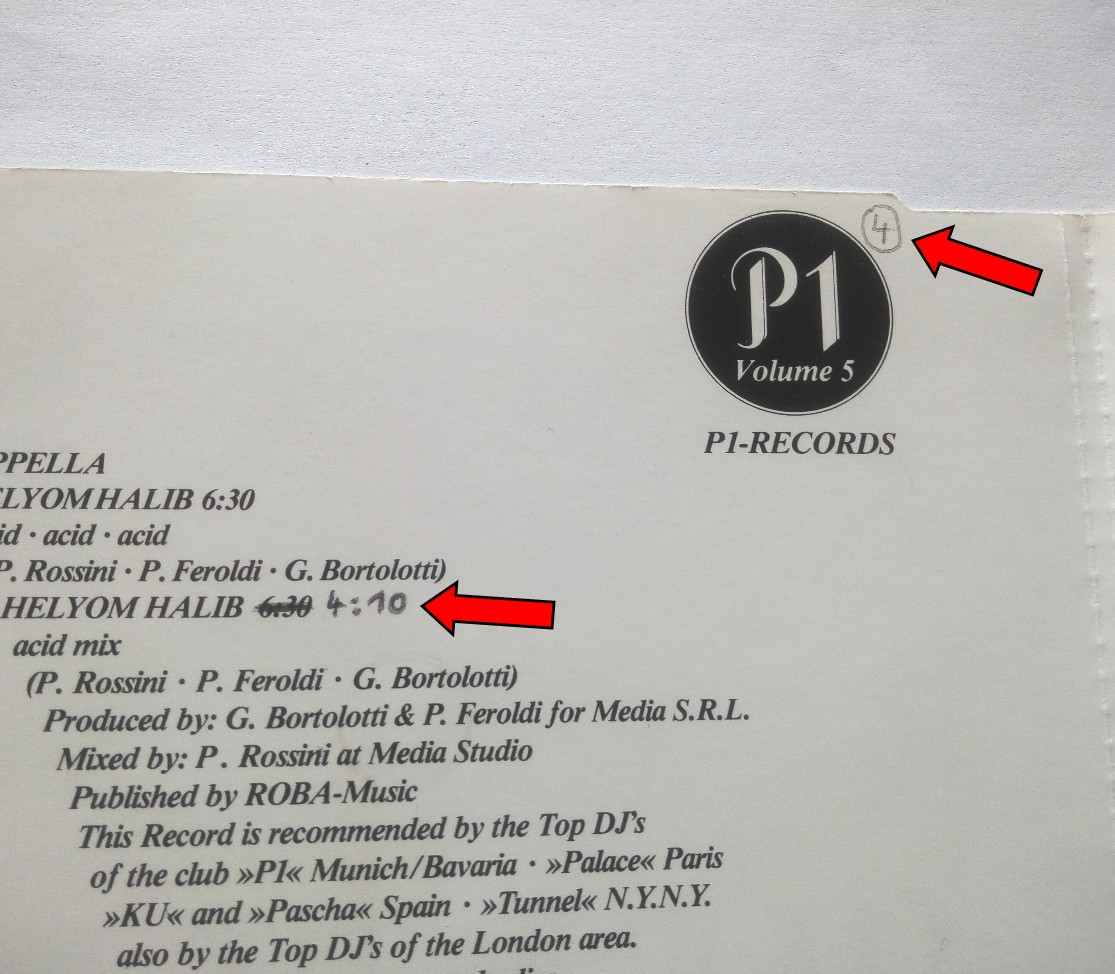 4
P1
Volume 5
P1-RECORDS
PPELLA
ELYOM HALIB 6:30
id · acid · acid
P. Rossini · P. Feroldi · G. Bortolotti)
HELYOM HALIB 6:30 4:10
acid mix
(P. Rossini · P. Feroldi · G. Bortolotti)
Produced by: G. Bortolotti & P. Feroldi for Media S.R.L.
Mixed by: P. Rossini at Media Studio
Published by ROBA-Music
This Record is recommended by the Top DJ's
of the club »P1« Munich/Bavaria · »Palace« Paris
»KU« and »Pascha« Spain · »Tunnel« N.Y.N.Y.
also by the Top DJ's of the London area.